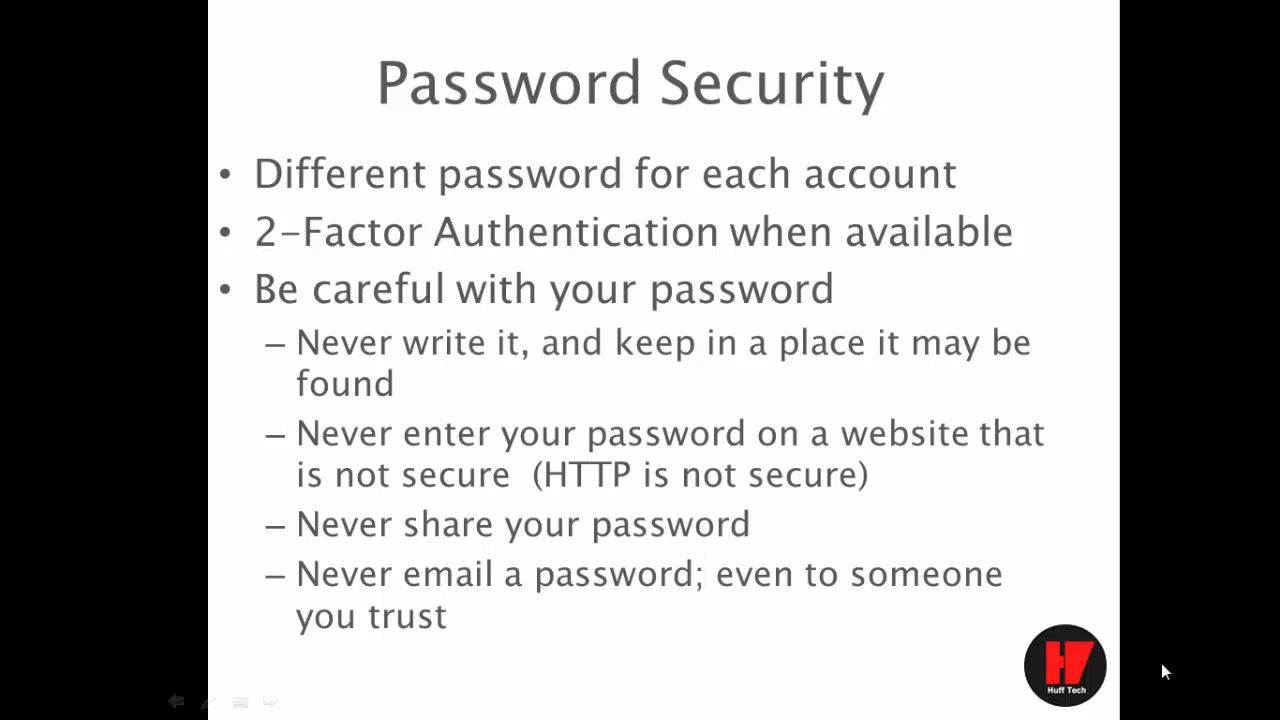 Password Security
• Different password for each account
• 2-Factor Authentication when available
• Be careful with your password
– Never write it, and keep in a place it may be
found
– Never enter your password on a website that
is not secure  (HTTP is not secure)
– Never share your password
– Never email a password; even to someone
you trust
Huff Tech